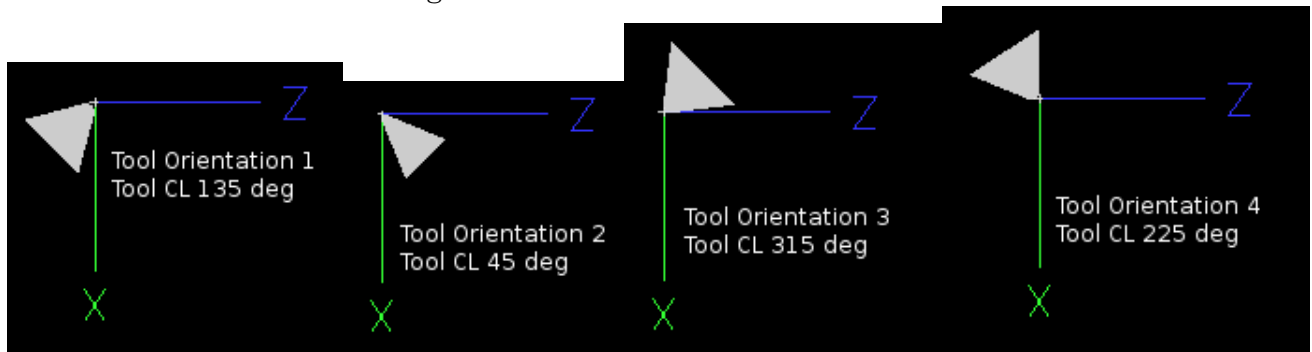 Z
Tool Orientation 1
Tool CL 135 deg
X
Z
Tool Orientation 2
Tool CL 45 deg
X
Z
Tool Orientation 3
Tool CL 315 deg
X
Z
Tool Orientation 4
Tool CL 225 deg
X